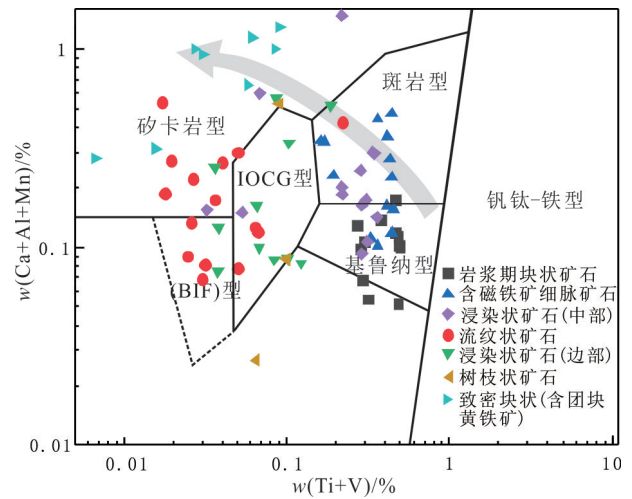 w(Ca+Al+Mn)/%
1
0.1
0.01
矽卡岩型
斑岩型
IOCG型
钒钛-铁型
基鲁纳型
(BIF)型
岩浆期块状矿石
含磁铁矿细脉矿石
浸染状矿石(中部)
流纹状矿石
浸染状矿石(边部)
树枝状矿石
致密块状(含团块
黄铁矿)
0.01
0.1
1
10
w(Ti+V)/%